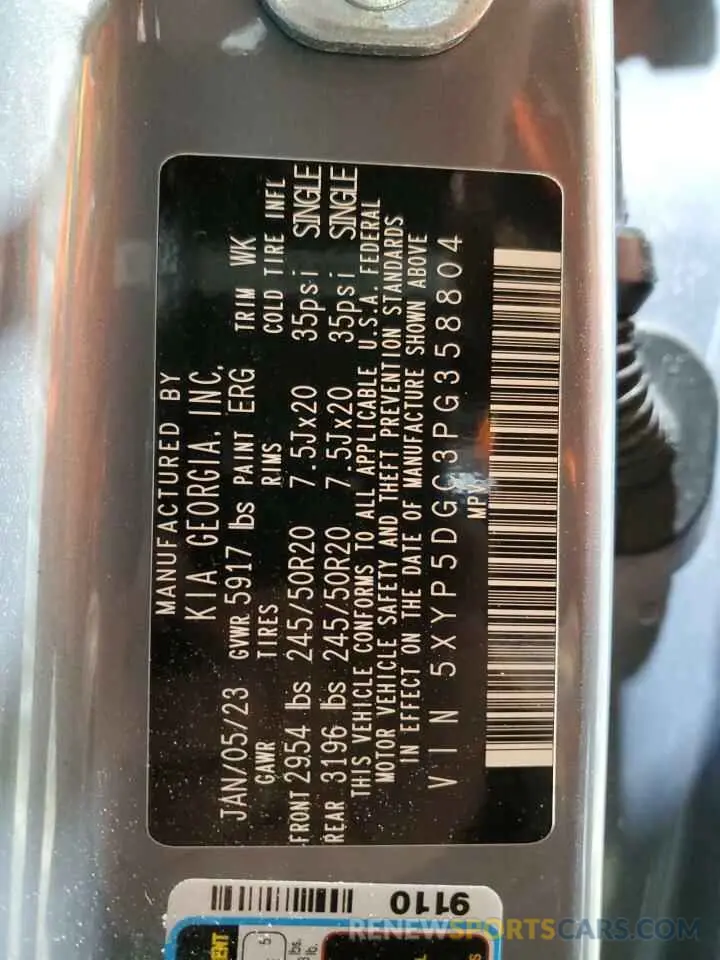 MANUFACTURED BY
KIA GEORGIA, INC.
JAN/05/23 GVWR 5917 lbs PAINT ERG TRIM WK
GAWR TIRES RIMS COLD TIRE INFL
FRONT 2954 lbs 245/50R20 7.5Jx20 35psi SINGLE
REAR 3196 lbs 245/50R20 7.5Jx20 35psi SINGLE
THIS VEHICLE CONFORMS TO ALL APPLICABLE U.S.A. FEDERAL
MOTOR VEHICLE SAFETY AND THEFT PREVENTION STANDARDS
IN EFFECT ON THE DATE OF MANUFACTURE SHOWN ABOVE
VIN 5XYP5DGC3PG358804
MPV
9110
lbs.
lb.
RENEWSPORTSCARS.COM